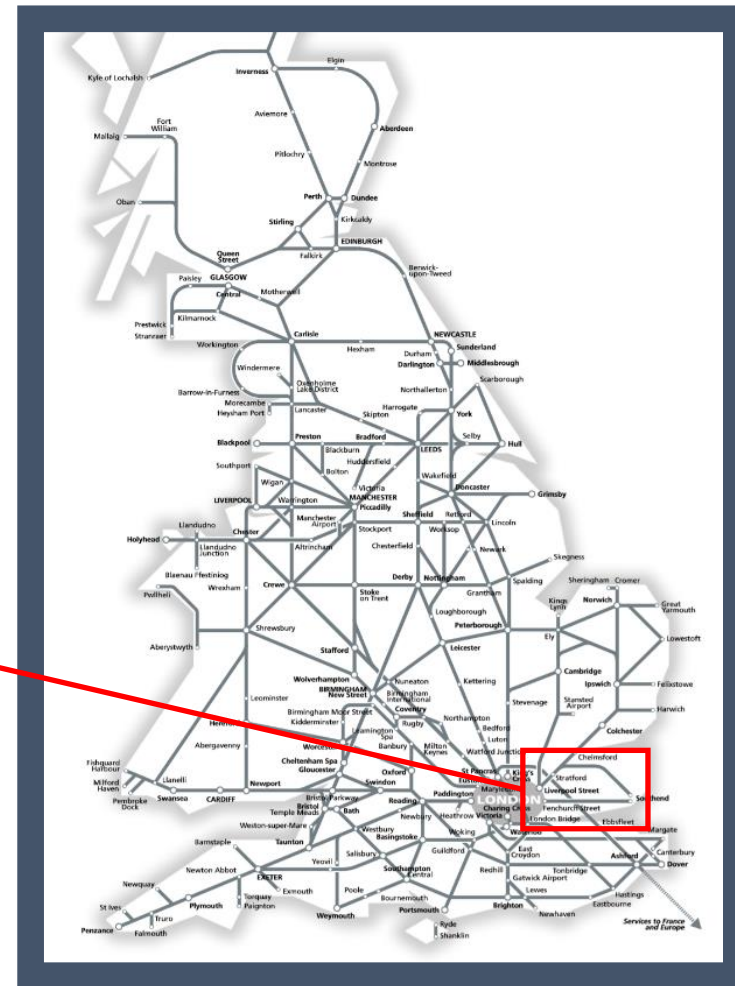 Elgin
Inverness
Kyle of Lochalsh
Aviemore
Fort
William
Aberdeen
Mallaig
Pitlochry
Montrose
Perth
Dundee
Oban
Stirling
Kirkcaldy
EDINBURGH
Queen
Street
Falkirk
Berwick-
upon-Tweed
Paisley
GLASGOW
Central
Motherwell
Prestwick
Kilmarnock
Stranraer
Carlisle
NEWCASTLE
Workington
Hexham
Durham
Sunderland
Darlington
Middlesbrough
Windermere
Scarborough
Oxenholme
Lake District
Northallerton
Barrow-in-Furness
Morecambe
Heysham Port
Lancaster
Harrogate
York
Skipton
Blackpool
Preston
Bradford
Selby
Hull
Blackburn
LEEDS
Huddersfield
Southport
Bolton
Wakefield
Wigan
Victoria
Doncaster
Grimsby
LIVERPOOL
Warrington
MANCHESTER
Piccadilly
Manchester
Airport
Sheffield
Retford
Lincoln
Llandudno
Stockport
Worksop
Holyhead
Chester
Llandudno
Junction
Altrincham
Chesterfield
Newark
Skegness
Blaenau Ffestiniog
Wrexham
Crewe
Stoke
on Trent
Derby
Nottingham
Grantham
Spalding
Sheringham
Cromer
Pwllheli
Kings
Lynn
Norwich
Great
Yarmouth
Loughborough
Shrewsbury
Peterborough
Ely
Lowestoft
Aberystwyth
Stafford
Leicester
Wolverhampton
Cambridge
BIRMINGHAM
New Street
Nuneaton
Kettering
Ipswich
Felixstowe
Leominster
Birmingham
International
Stevenage
Stansted
Airport
Harwich
Birmingham Moor Street
Coventry
Kidderminster
Rugby
Northampton
Bedford
Colchester
Leamington
Spa
Luton
Abergavenny
Worcester
Banbury
Milton
Keynes
Watford Junction
Chelmsford
Fishguard
Harbour
Cheltenham Spa
Gloucester
Oxford
St Pancras
King's
Cross
Stratford
Milford
Haven
Llanelli
Swindon
Paddington
Liverpool Street
Southend
Pembroke
Dock
Swansea
CARDIFF
Newport
Bristol Parkway
Reading
LONDON
Fenchurch Street
Bristol
Temple Meads
Bath
Newbury
Heathrow
Charing Cross
Victoria
London Bridge
Ebbsfleet
Weston-super-Mare
Westbury
Basingstoke
Woking
Waterloo
Margate
Barnstaple
Taunton
Salisbury
Guildford
East
Croydon
Canterbury
Newton Abbot
Yeovil
Redhill
Tonbridge
Ashford
Dover
EXETER
Southampton
Central
Gatwick Airport
Newquay
Exmouth
Poole
Lewes
Hastings
St Ives
Torquay
Bournemouth
Eastbourne
Plymouth
Paignton
Weymouth
Portsmouth
Brighton
Newhaven
Truro
Penzance
Falmouth
Ryde
Shanklin
Services to France
and Europe